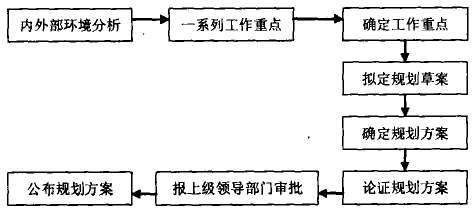 内外部环境分析
一系列工作重点
确定工作重点
拟定规划草案
确定规划方案
论证规划方案
报上级领导部门审批
公布规划方案